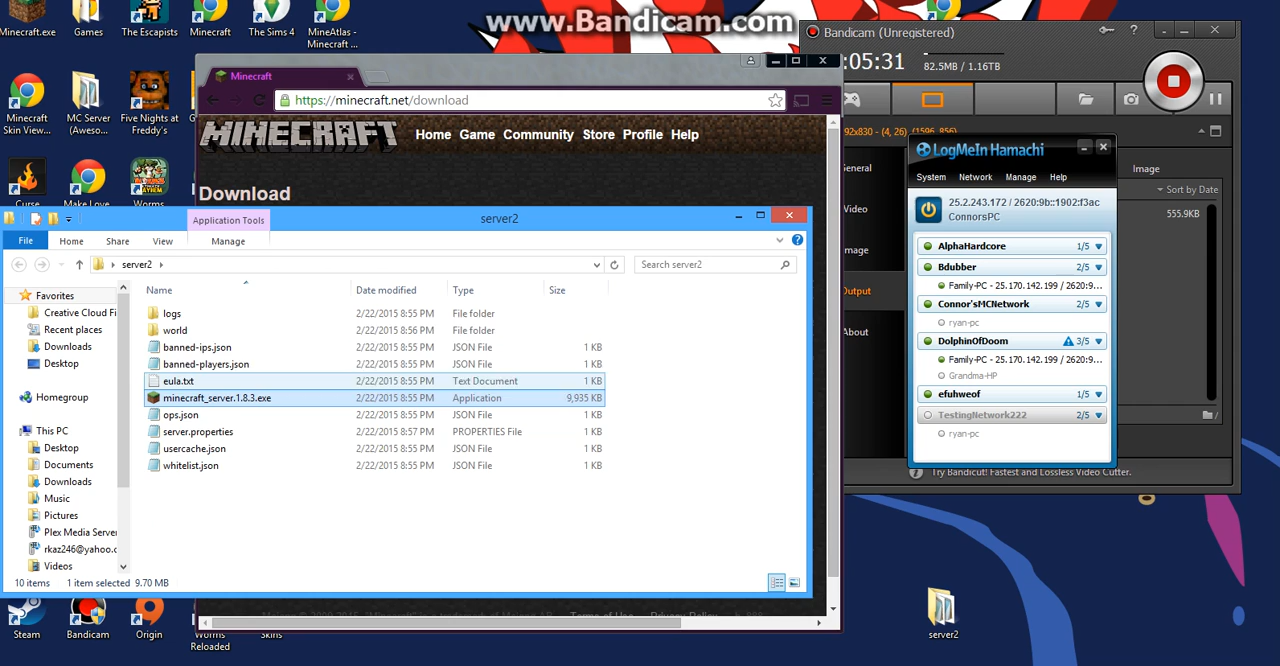 www.Bandicam.com
Minecraft.exe
Games
The Escapists
Minecraft
The Sims 4
MineAtlas - Minecraft ...
Minecraft Skin View...
MC Server (Aweso...
Five Nights at Freddy's
Curse
Make Love
Worms
Bandicam (Unregistered)
:05:31
82.5MB / 1.16TB
92x830 - (4, 26), (1596, 856)
General
Video
mage
Output
About
Image
Sort by Date
555.9KB
Try Bandicut! Fastest and Lossless Video Cutter.
Minecraft
https://minecraft.net/download
MINECRAFT
Home Game Community Store Profile Help
Download
Application Tools
server2
File Home Share View Manage
server2
Search server2
Name Date modified Type Size
logs 2/22/2015 8:55 PM File folder
world 2/22/2015 8:56 PM File folder
banned-ips.json 2/22/2015 8:55 PM JSON File 1 KB
banned-players.json 2/22/2015 8:55 PM JSON File 1 KB
eula.txt 2/22/2015 8:55 PM Text Document 1 KB
minecraft_server.1.8.3.exe 2/22/2015 8:55 PM Application 9,935 KB
ops.json 2/22/2015 8:55 PM JSON File 1 KB
server.properties 2/22/2015 8:57 PM PROPERTIES File 1 KB
usercache.json 2/22/2015 8:55 PM JSON File 1 KB
whitelist.json 2/22/2015 8:55 PM JSON File 1 KB
Favorites
Creative Cloud Fi
Recent places
Downloads
Desktop
Homegroup
This PC
Desktop
Documents
Downloads
Music
Pictures
Plex Media Server
rkaz246@yahoo.c
Videos
10 items 1 item selected 9.70 MB
LogMeIn Hamachi
System Network Manage Help
25.2.243.172 / 2620:9b::1902:f3ac
ConnorsPC
AlphaHardcore 1/5
Bdubber 2/5
Family-PC - 25.170.142.199 / 2620:9...
Connor'sMCNetwork 2/5
ryan-pc
DolphinOfDoom 3/5
Family-PC - 25.170.142.199 / 2620:9...
Grandma-HP
efuhweof 1/5
TestingNetwork222 2/5
ryan-pc
Steam
Bandicam
Origin
Worms Reloaded
Skins
server2